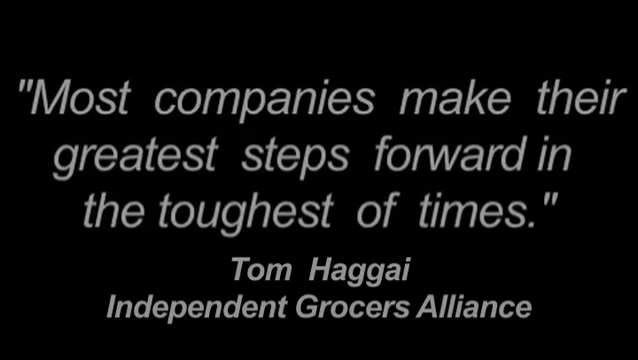 "Most companies make their
greatest steps forward in
the toughest of times."
Tom Haggai
Independent Grocers Alliance